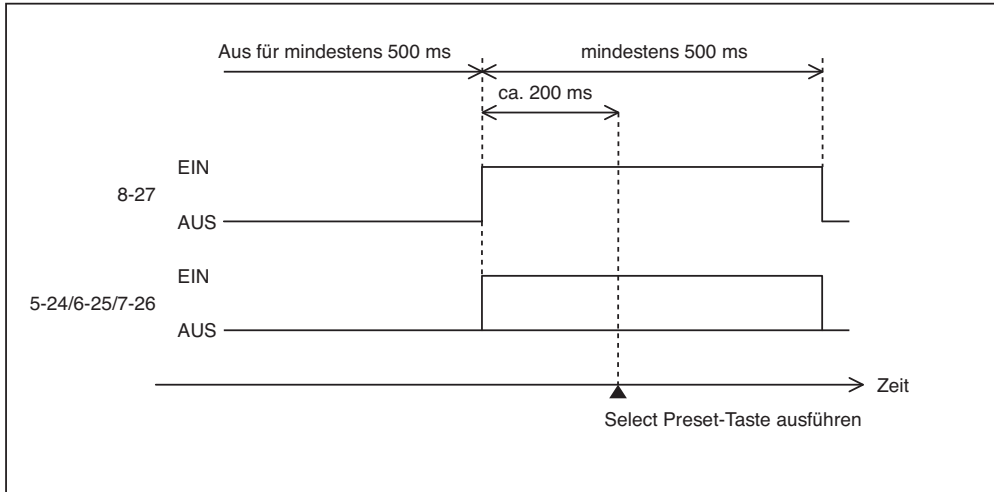 Aus für mindestens 500 ms
mindestens 500 ms
ca. 200 ms
EIN
8-27
AUS
EIN
5-24/6-25/7-26
AUS
Zeit
Select Preset-Taste ausführen